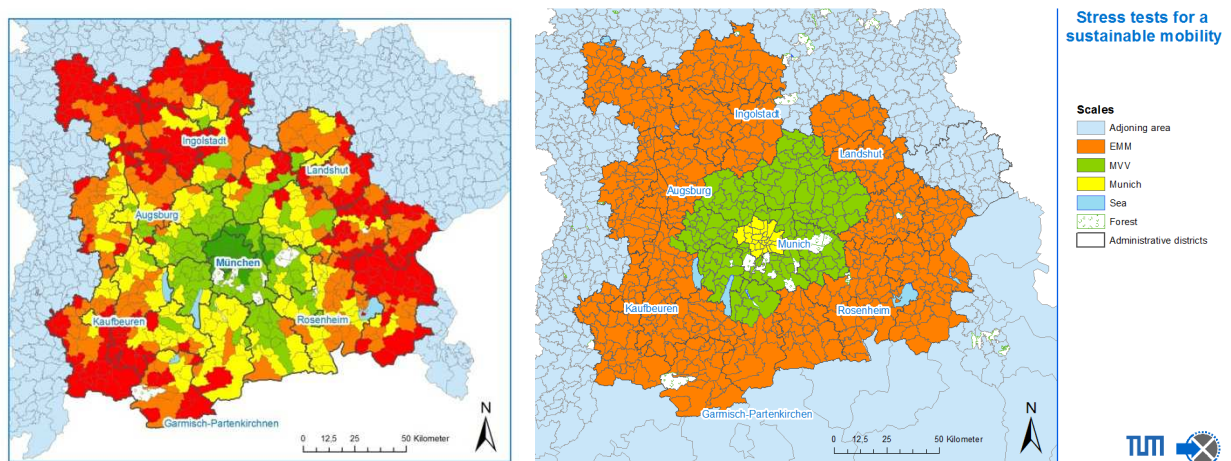 Ingolstadt
Landshut
Augsburg
München
Kaufbeuren
Rosenheim
Garmisch-Partenkirchnen
N
0 12,5 25 50 Kilometer
Ingolstadt
Landshut
Augsburg
Munich
Kaufbeuren
Rosenheim
Garmisch-Partenkirchen
N
0 12,5 25 50 Kilometer
Stress tests for a
sustainable mobility
Scales
Adjoning area
EMM
MVV
Munich
Sea
Forest
Administrative districts
TUM